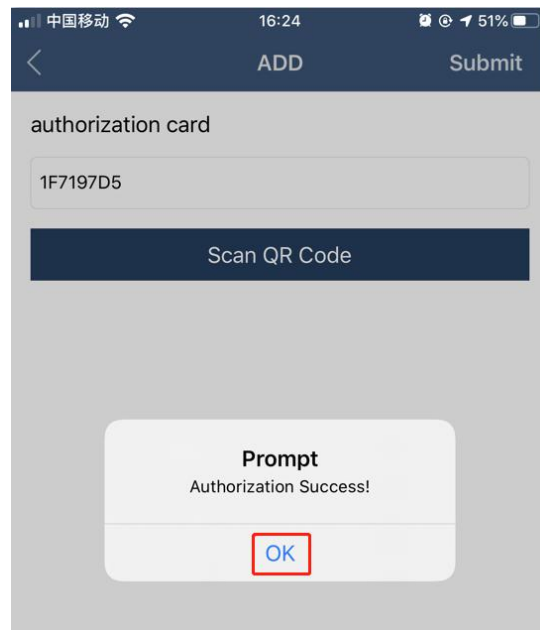 中国移动 16:24 51%
ADD Submit
authorization card
1F7197D5
Scan QR Code
Prompt
Authorization Success!
OK